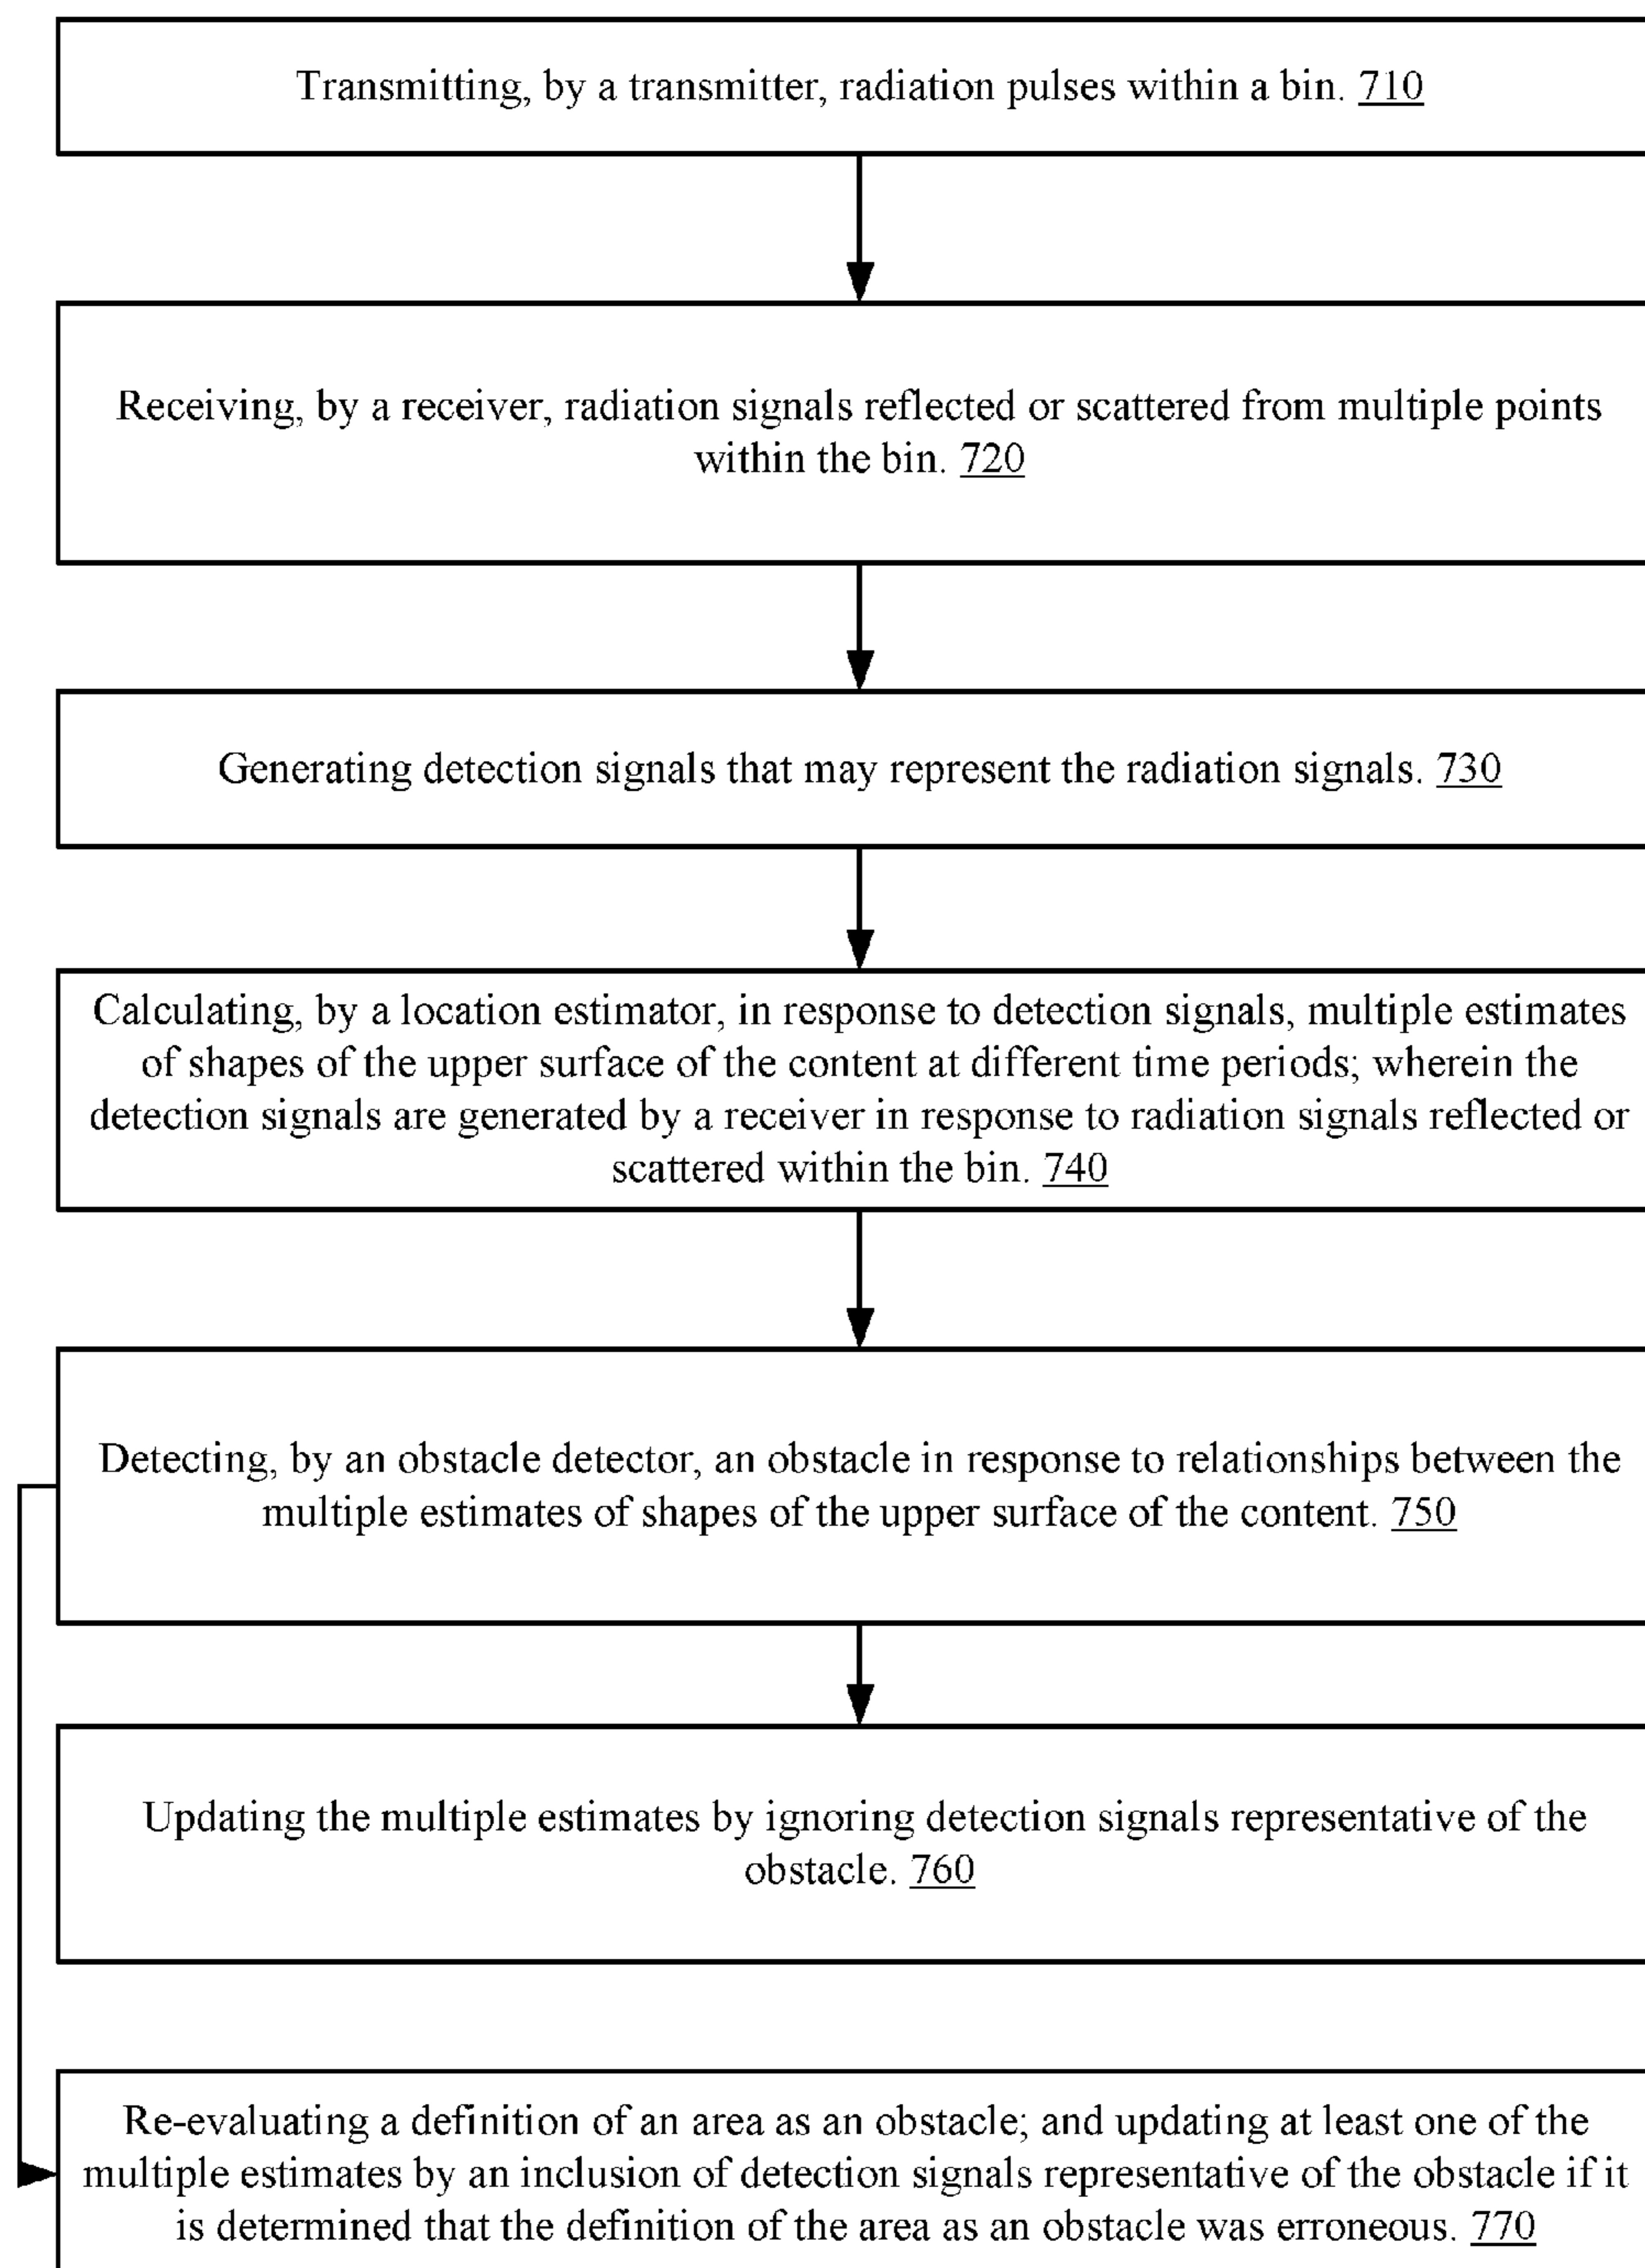 Transmitting, by a transmitter, radiation pulses within a bin. 710
Receiving, by a receiver, radiation signals reflected or scattered from multiple points
within the bin. 720
Generating detection signals that may represent the radiation signals. 730
Calculating, by a location estimator, in response to detection signals, multiple estimates
of shapes of the upper surface of the content at different time periods; wherein the
detection signals are generated by a receiver in response to radiation signals reflected or
scattered within the bin. 740
Detecting, by an obstacle detector, an obstacle in response to relationships between the
multiple estimates of shapes of the upper surface of the content. 750
Updating the multiple estimates by ignoring detection signals representative of the
obstacle. 760
Re-evaluating a definition of an area as an obstacle; and updating at least one of the
multiple estimates by an inclusion of detection signals representative of the obstacle if it
is determined that the definition of the area as an obstacle was erroneous. 770